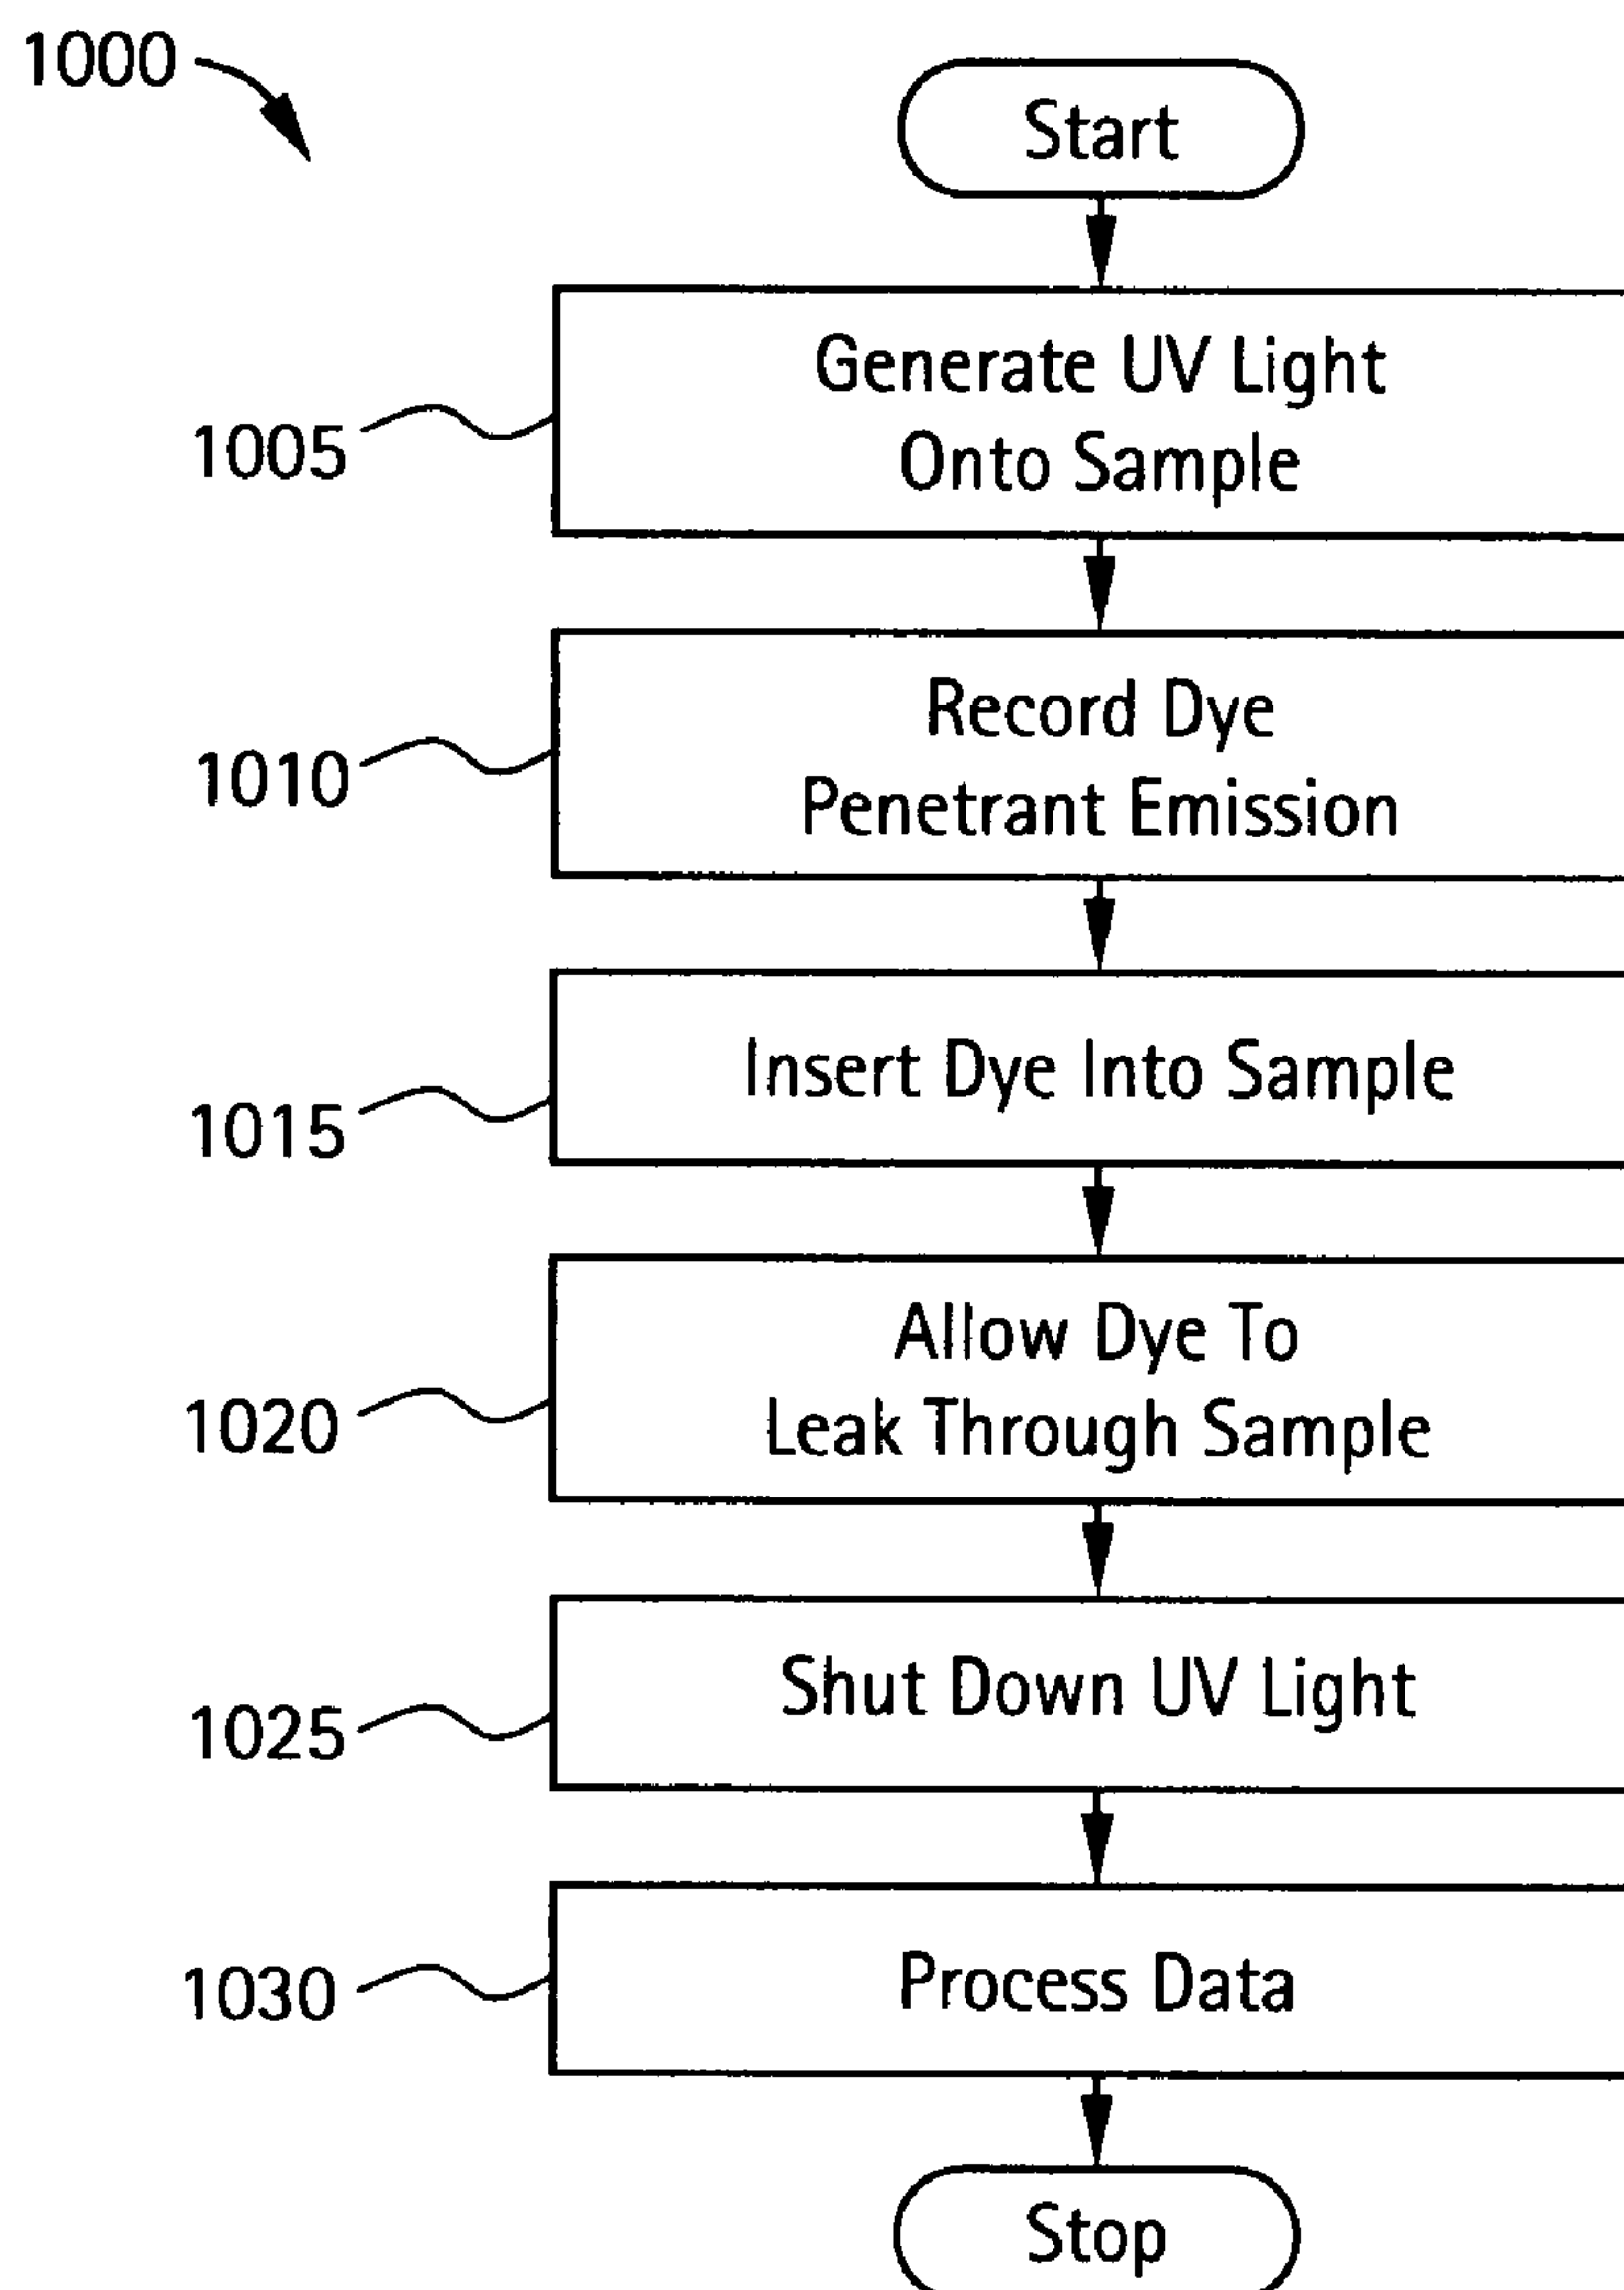 1000
Start
Generate UV Light
Onto Sample
1005
Record Dye
Penetrant Emission
1010
Insert Dye Into Sample
1015
Allow Dye To
Leak Through Sample
1020
Shut Down UV Light
1025
Process Data
1030
Stop